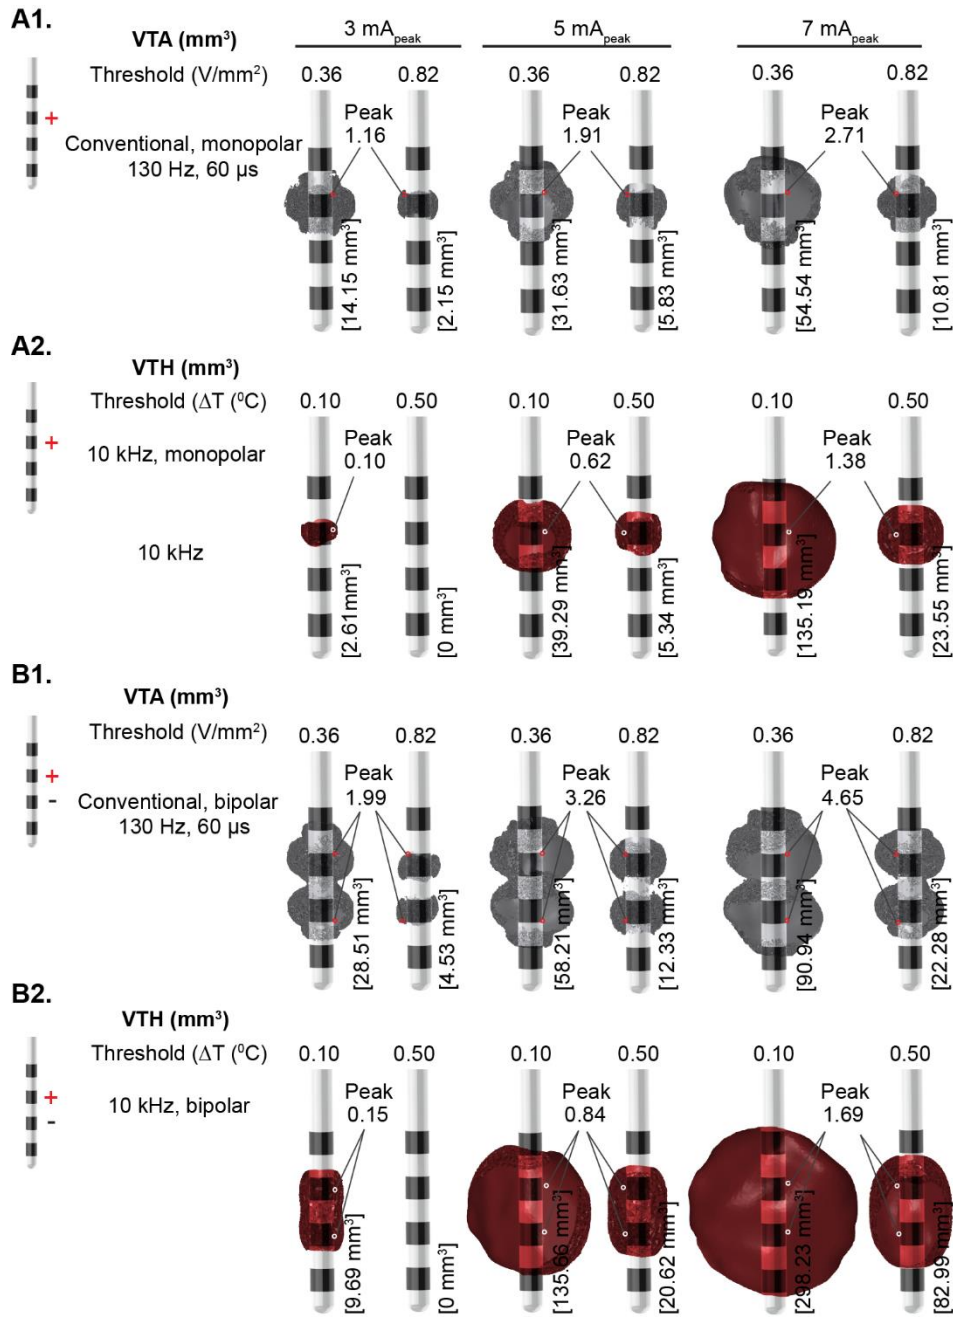 A1.
VTA (mm³)
3 mApeak 5 mApeak 7 mApeak
Threshold (V/mm²) 0.36 0.82 0.36 0.82 0.36 0.82
+
Conventional, monopolar
130 Hz, 60 µs
Peak
1.16
Peak
1.91
Peak
2.71
[14.15 mm³]
[2.15 mm³]
[31.63 mm³]
[5.83 mm³]
[54.54 mm³]
[10.81 mm³]
A2.
VTH (mm³)
Threshold (ΔT (⁰C) 0.10 0.50 0.10 0.50 0.10 0.50
+
10 kHz, monopolar
10 kHz
Peak
0.10
Peak
0.62
Peak
1.38
[2.61mm³]
[0 mm³]
[39.29 mm³]
[5.34 mm³]
[135.19 mm³]
[23.55 mm³]
B1.
VTA (mm³)
Threshold (V/mm²) 0.36 0.82 0.36 0.82 0.36 0.82
+
-
Conventional, bipolar
130 Hz, 60 µs
Peak
1.99
Peak
3.26
Peak
4.65
[28.51 mm³]
[4.53 mm³]
[58.21 mm³]
[12.33 mm³]
[90.94 mm³]
[22.28 mm³]
B2.
VTH (mm³)
Threshold (ΔT (⁰C) 0.10 0.50 0.10 0.50 0.10 0.50
+
-
10 kHz, bipolar
Peak
0.15
Peak
0.84
Peak
1.69
[9.69 mm³]
[0 mm³]
[135.66 mm³]
[20.62 mm³]
[298.23 mm³]
[82.99 mm³]